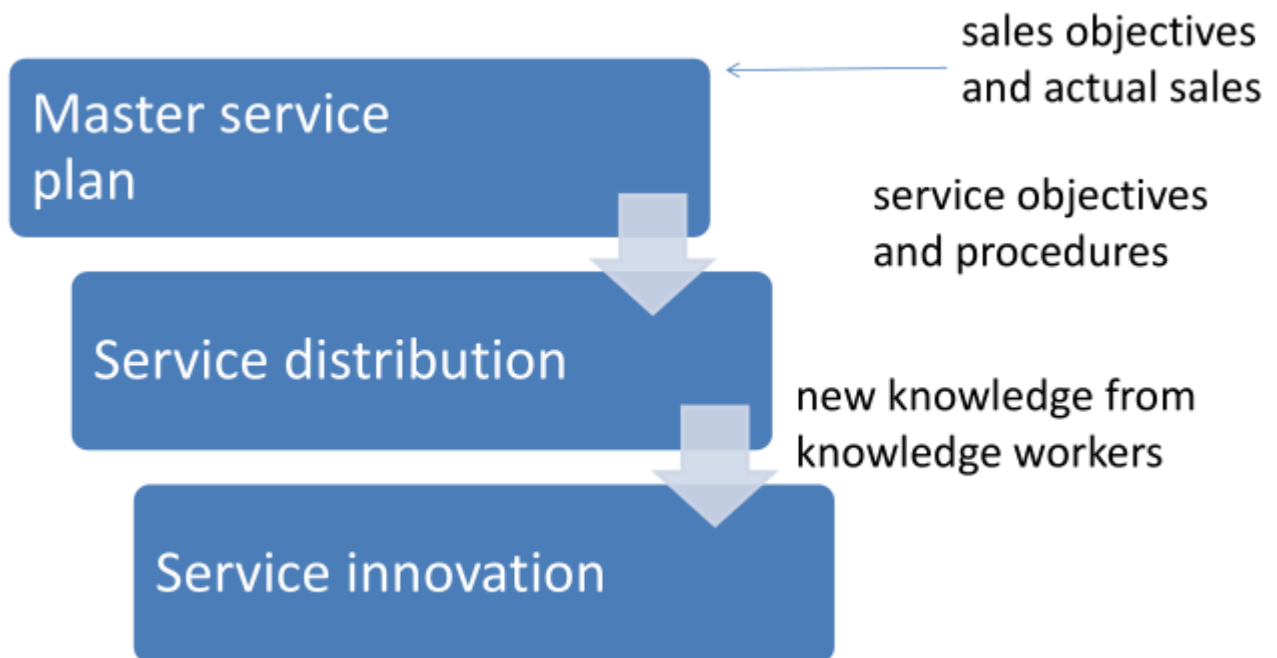 sales objectives
and actual sales
Master service
plan
service objectives
and procedures
Service distribution
new knowledge from
knowledge workers
Service innovation